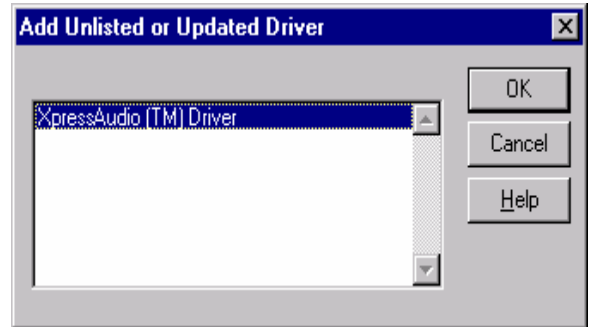 Add Unlisted or Updated Driver
XpressAudio (TM) Driver
OK
Cancel
Help